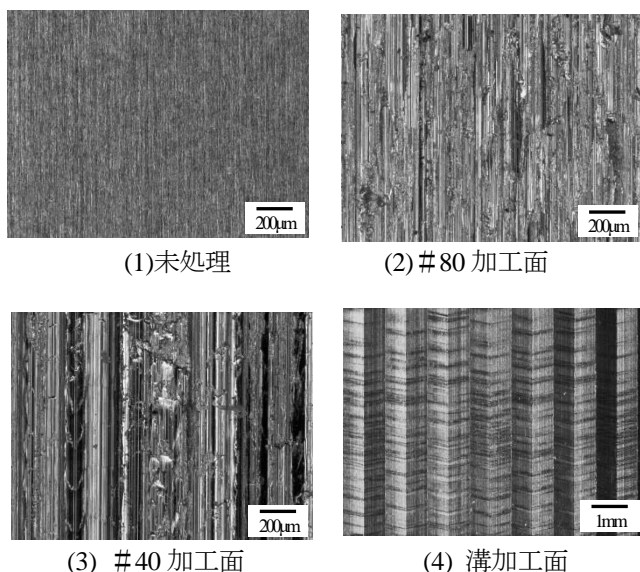 200μm
200μm
(1)未処理
(2)＃80 加工面
200μm
1mm
(3) ＃40 加工面
(4) 溝加工面